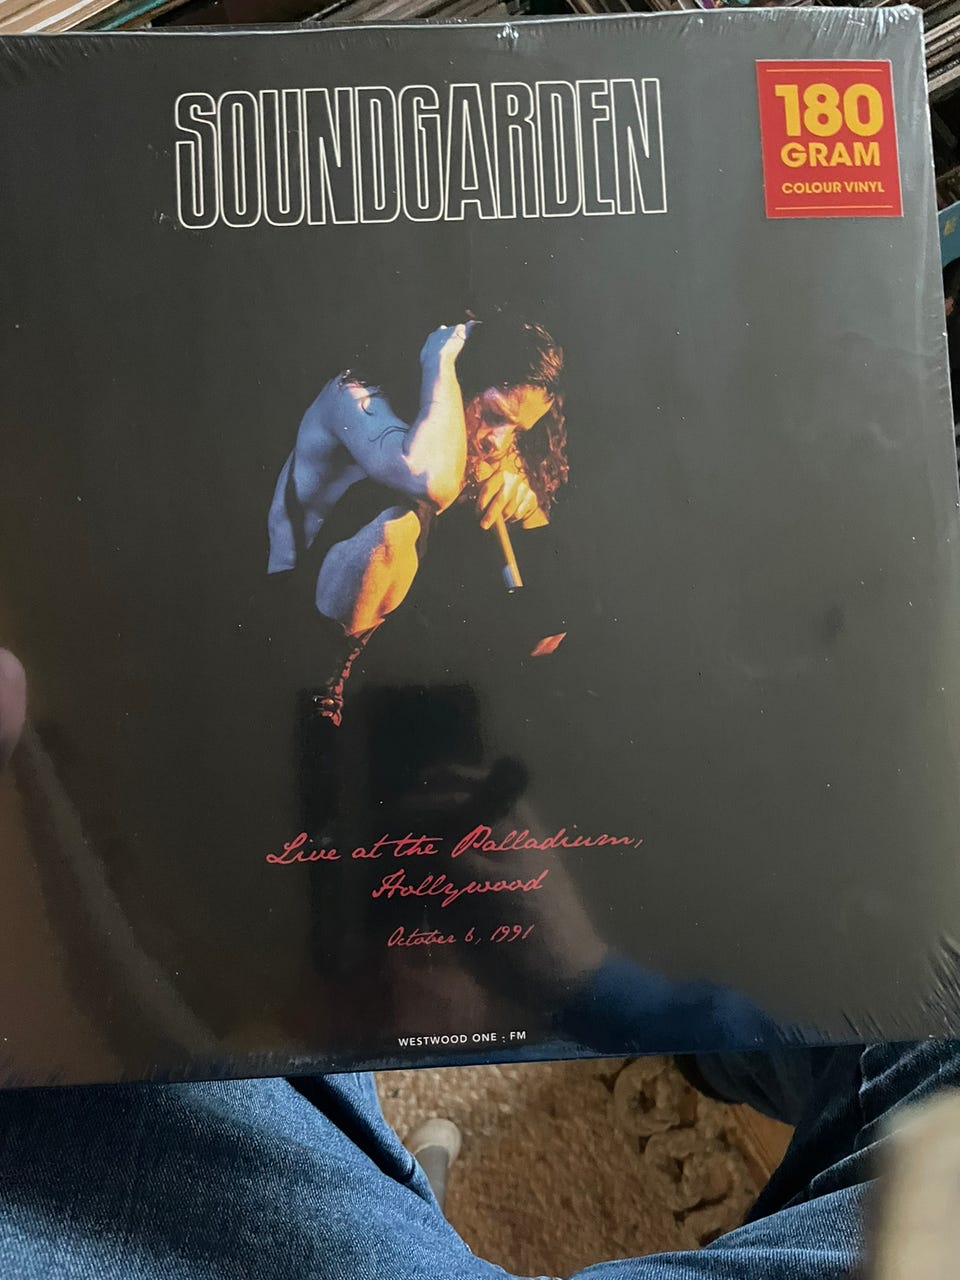 SOUNDGARDEN
180
GRAM
COLOUR VINYL
Live at the Palladium,
Hollywood
October 6, 1991
WESTWOOD ONE : FM